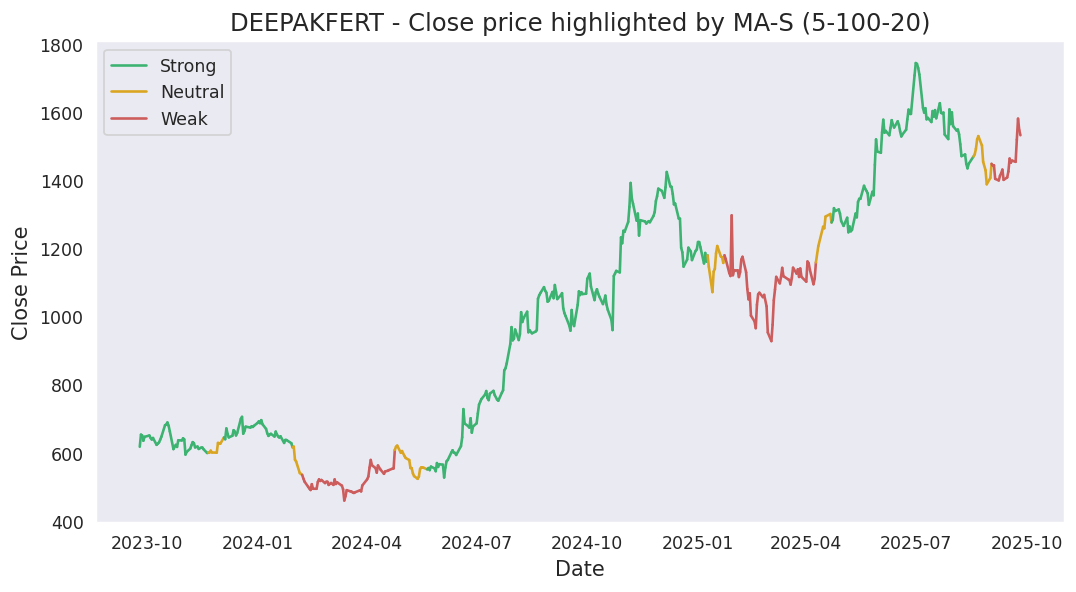 DEEPAKFERT - Close price highlighted by MA-S (5-100-20)
Strong
Neutral
Weak
Close Price
1800
1600
1400
1200
1000
800
600
400
2023-10 2024-01 2024-04 2024-07 2024-10 2025-01 2025-04 2025-07 2025-10
Date